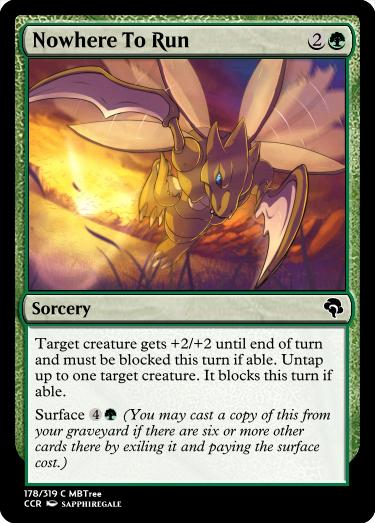 Nowhere To Run 2
Sorcery
Target creature gets +2/+2 until end of turn
and must be blocked this turn if able. Untap
up to one target creature. It blocks this turn if
able.
Surface 4 (You may cast a copy of this from
your graveyard if there are six or more other
cards there by exiling it and paying the surface
cost.)
178/319 C MBTree
CCR SAPPHIREGALE